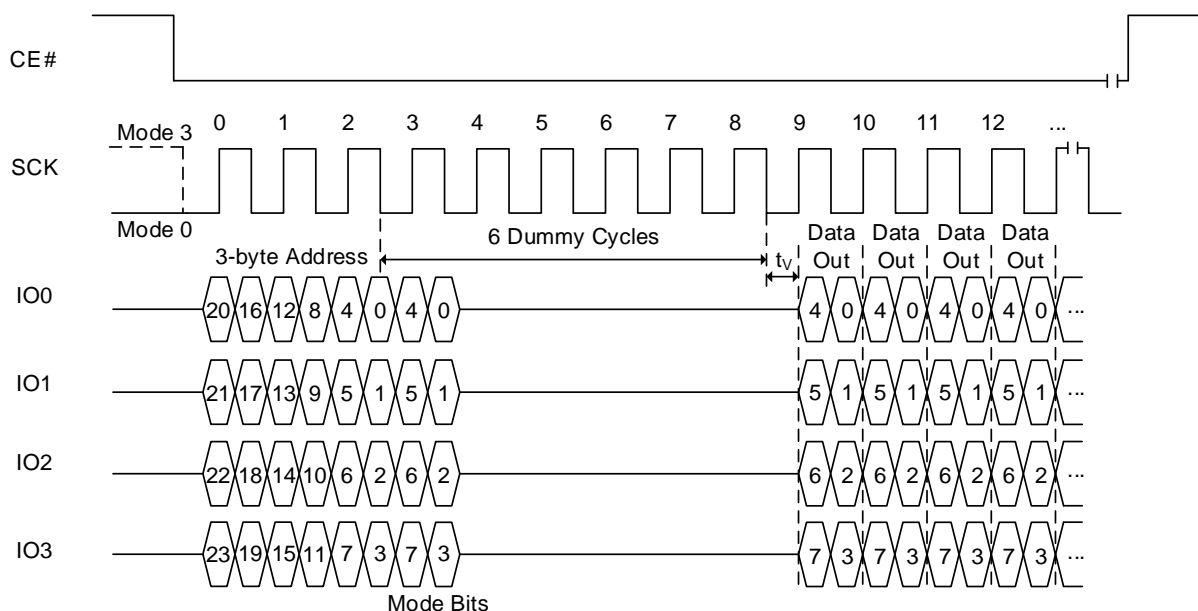 CE#
0 1 2 3 4 5 6 7 8 9 10 11 12 ...
Mode 3
SCK
Mode 0
6 Dummy Cycles
Data Data Data Data
3-byte Address
tV
Out Out Out Out
IO0 20 16 12 8 4 0 4 0 4 0 4 0 4 0 4 0 ...
IO1 21 17 13 9 5 1 5 1 5 1 5 1 5 1 5 1 ...
IO2 22 18 14 10 6 2 6 2 6 2 6 2 6 2 6 2 ...
IO3 23 19 15 11 7 3 7 3 7 3 7 3 7 3 7 3 ...
Mode Bits